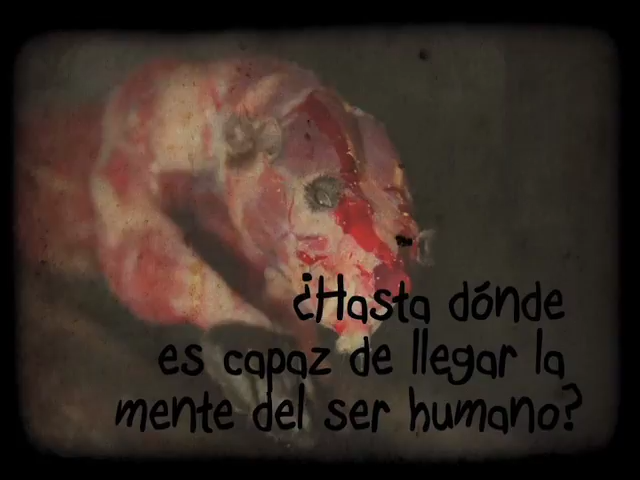 ¿Hasta dónde
es capaz de llegar la
mente del ser humano?